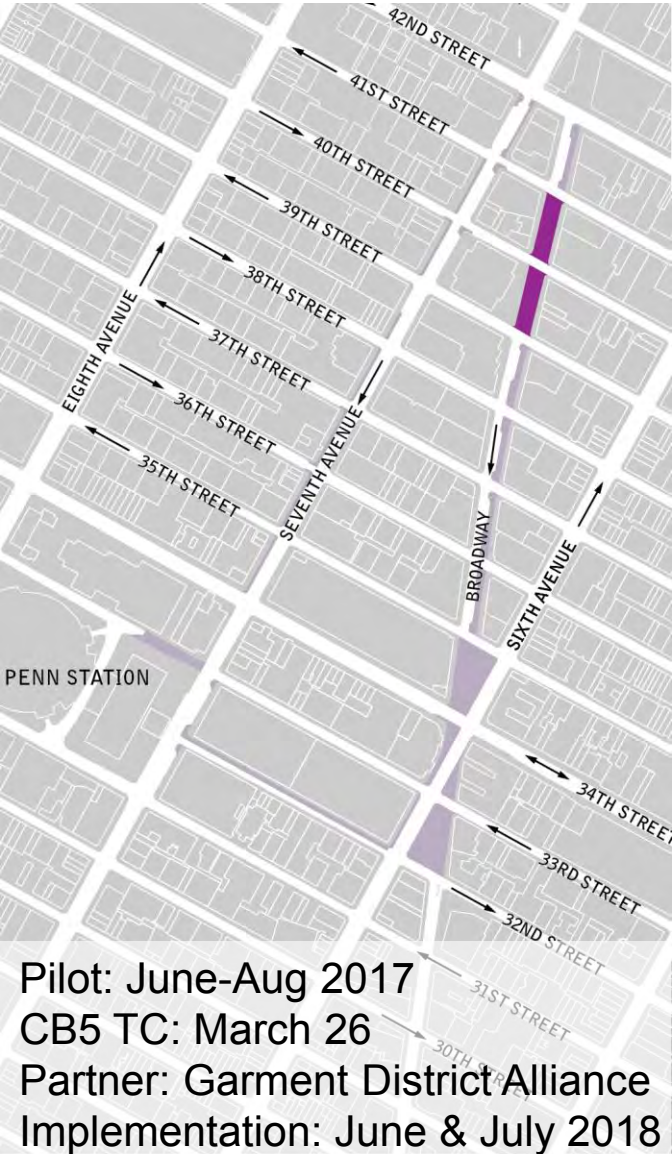 42ND STREET
41ST STREET
40TH STREET
39TH STREET
38TH STREET
37TH STREET
36TH STREET
35TH STREET
EIGHTH AVENUE
SEVENTH AVENUE
BROADWAY
SIXTH AVENUE
PENN STATION
34TH STREET
33RD STREET
32ND STREET
31ST STREET
30TH STREET
Pilot: June-Aug 2017
CB5 TC: March 26
Partner: Garment District Alliance
Implementation: June & July 2018